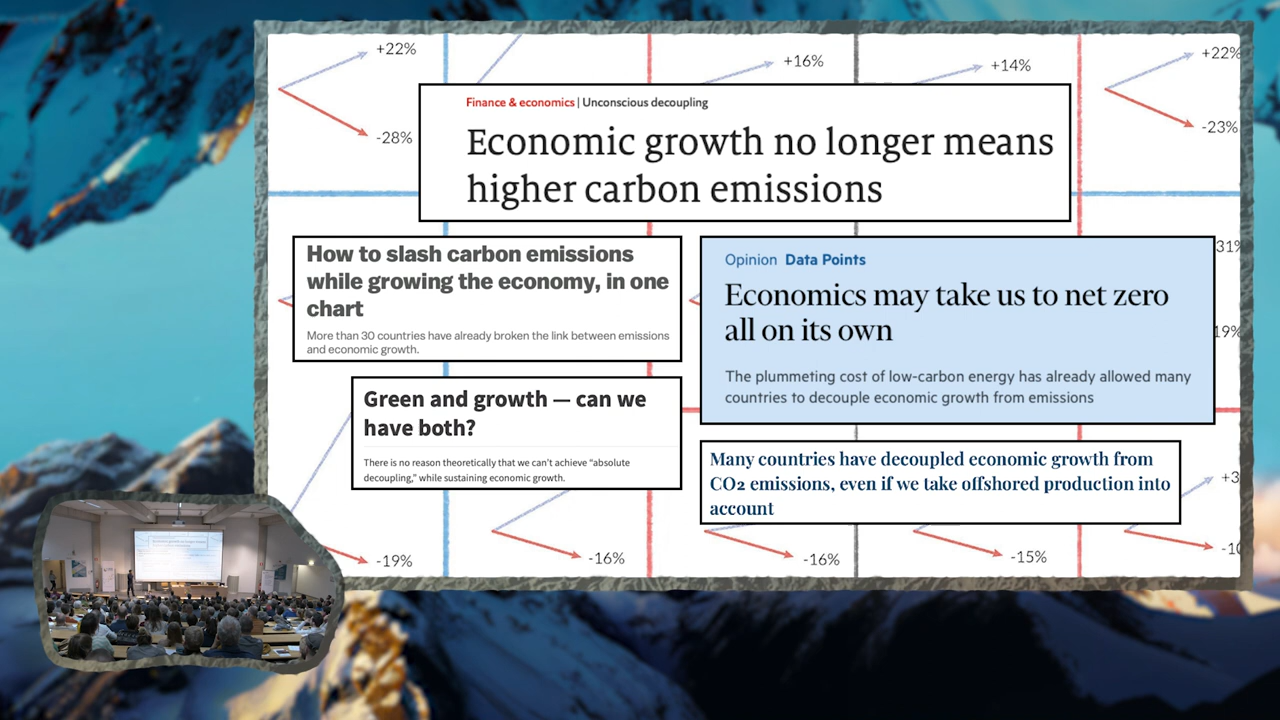 +22%
+16%
+14%
+22%
-28%
-23%
Finance & economics | Unconscious decoupling
Economic growth no longer means
higher carbon emissions
How to slash carbon emissions
while growing the economy, in one
chart
More than 30 countries have already broken the link between emissions
and economic growth.
Opinion Data Points
Economics may take us to net zero
all on its own
The plummeting cost of low-carbon energy has already allowed many
countries to decouple economic growth from emissions
31%
19%
Green and growth — can we
have both?
There is no reason theoretically that we can't achieve “absolute
decoupling,” while sustaining economic growth.
Many countries have decoupled economic growth from
CO2 emissions, even if we take offshored production into
account
-19%
-16%
-16%
-15%